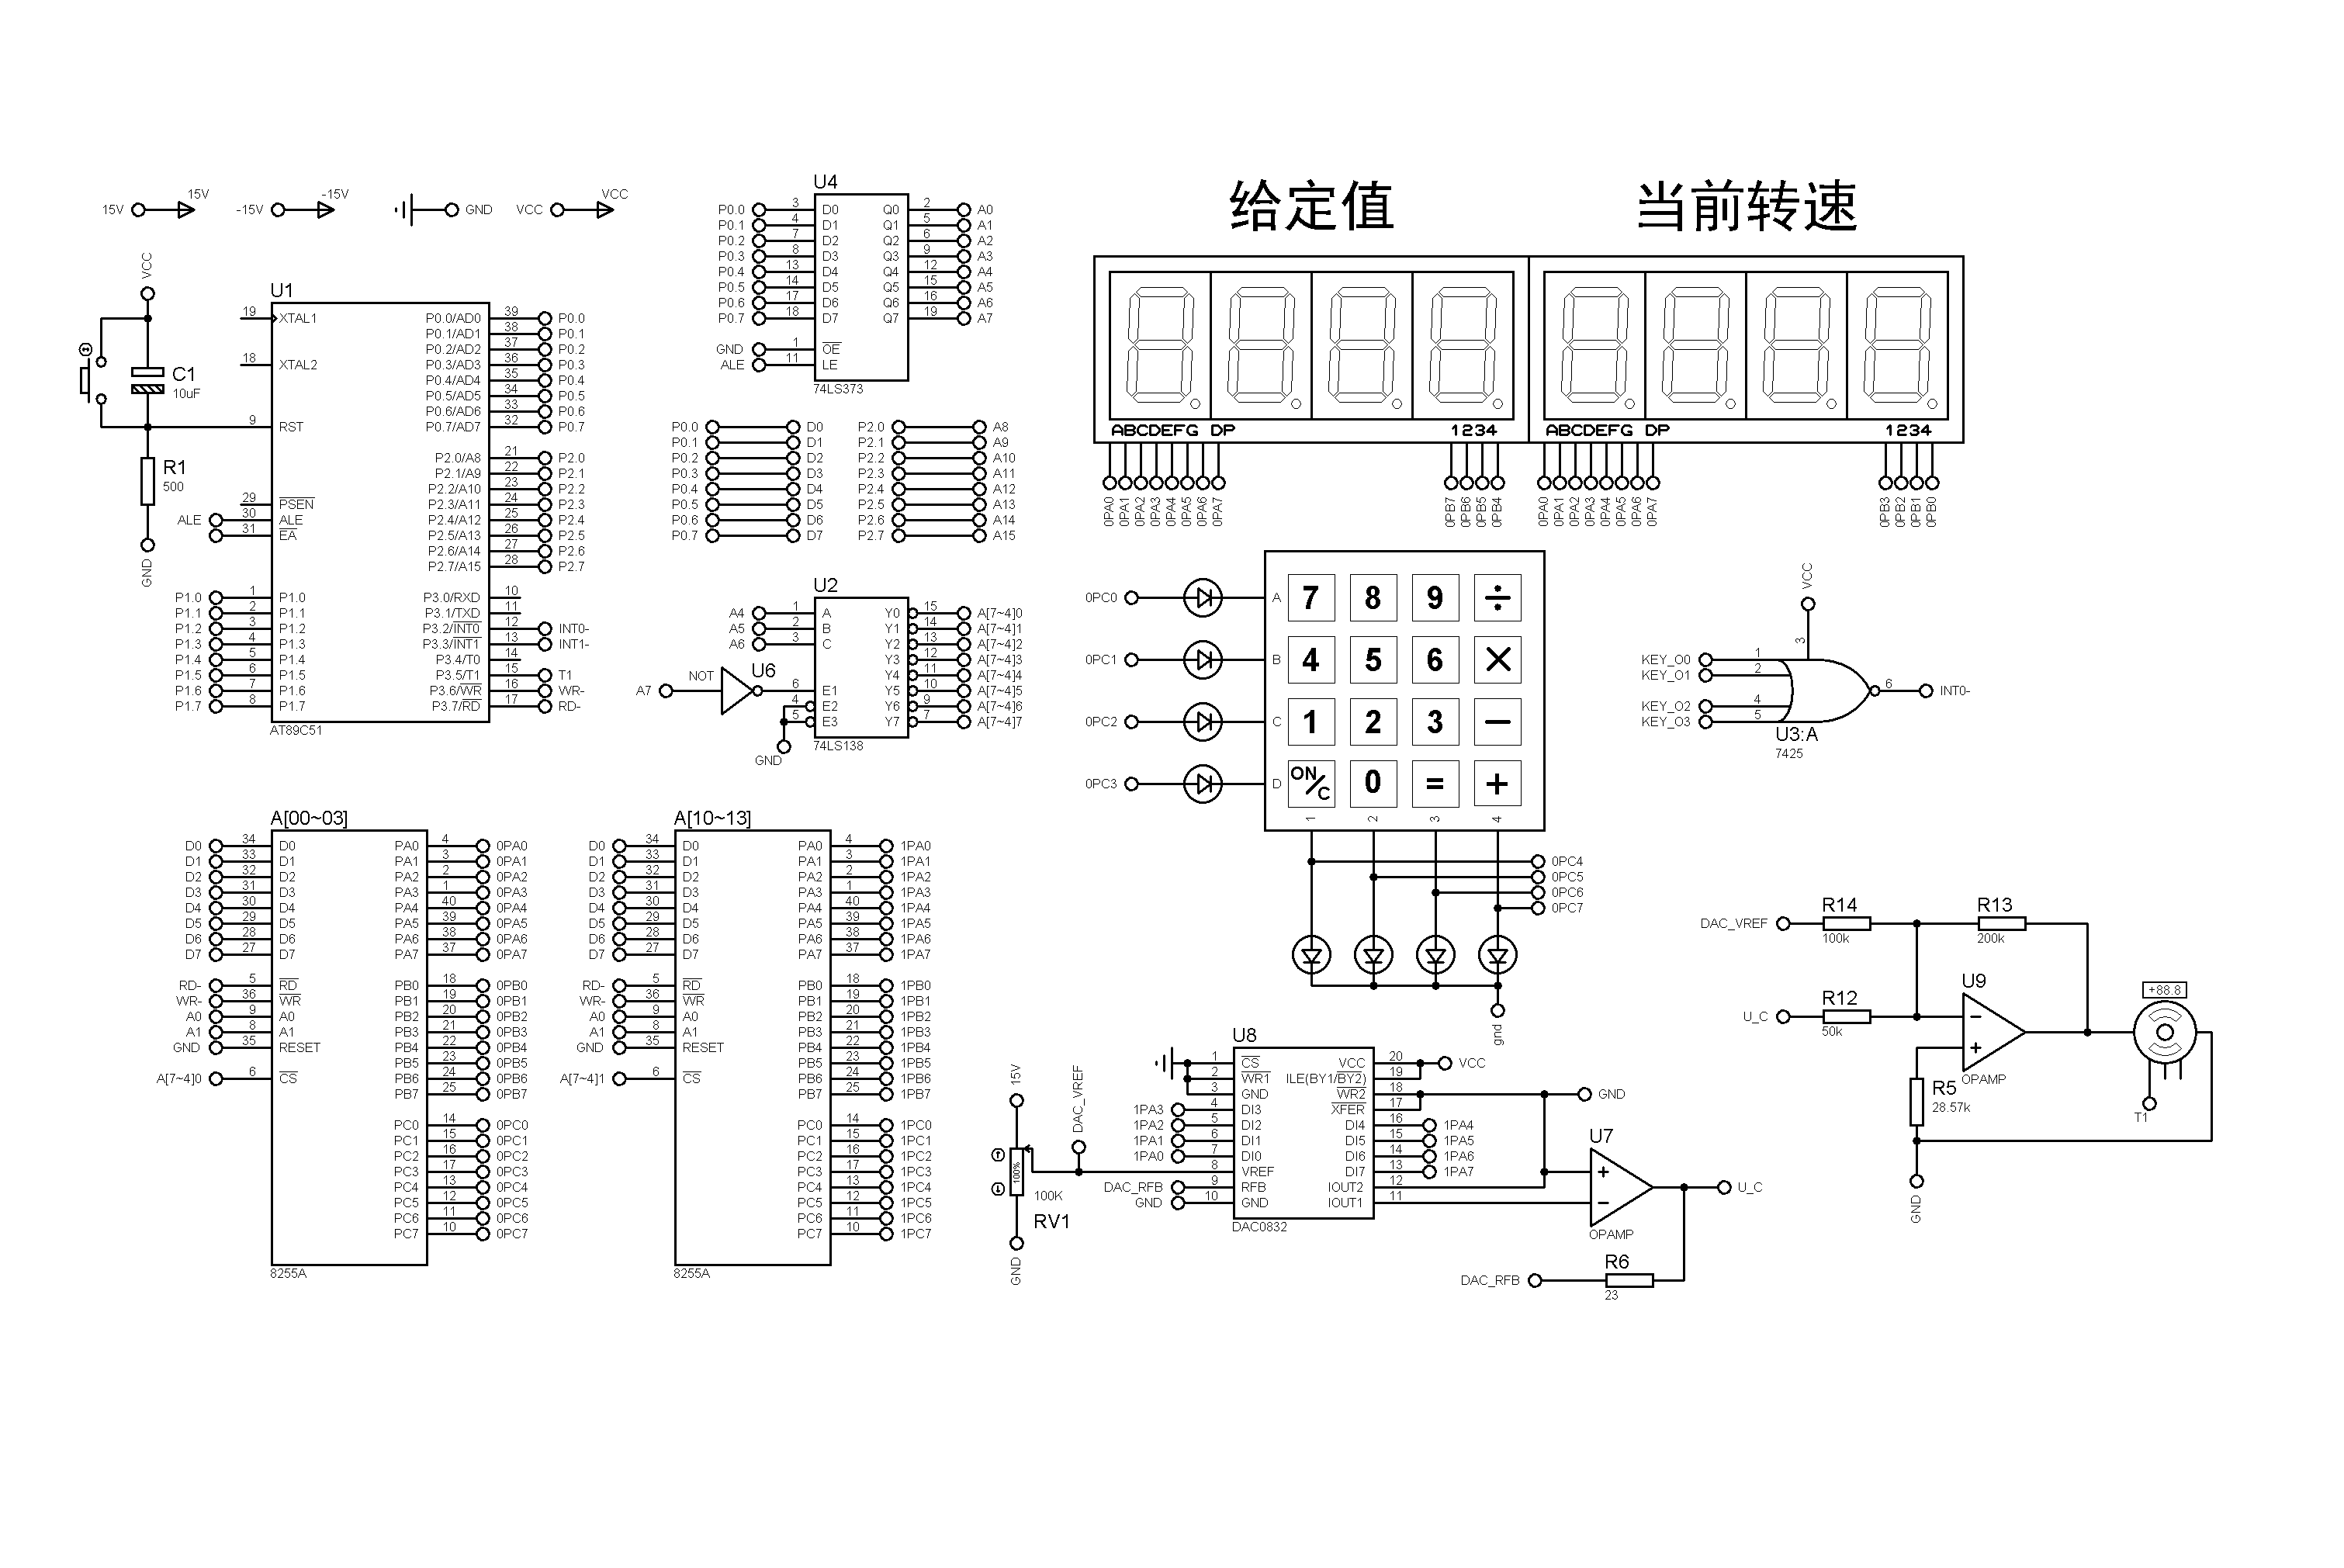 15V 15V -15V -15V GND VCC VCC
给定值 当前转速
U4
P0.0 3 D0 Q0 2 A0
P0.1 4 D1 Q1 5 A1
P0.2 7 D2 Q2 6 A2
P0.3 8 D3 Q3 9 A3
P0.4 13 D4 Q4 12 A4
P0.5 14 D5 Q5 15 A5
P0.6 17 D6 Q6 16 A6
P0.7 18 D7 Q7 19 A7
GND 1 OE
ALE 11 LE
74LS373
VCC
C1
10uF
R1
500
GND
U1
19 XTAL1 P0.0/AD0 39 P0.0
P0.1/AD1 38 P0.1
P0.2/AD2 37 P0.2
18 XTAL2 P0.3/AD3 36 P0.3
P0.4/AD4 35 P0.4
P0.5/AD5 34 P0.5
P0.6/AD6 33 P0.6
9 RST P0.7/AD7 32 P0.7
P2.0/A8 21 P2.0
P2.1/A9 22 P2.1
P2.2/A10 23 P2.2
29 PSEN P2.3/A11 24 P2.3
ALE 30 ALE P2.4/A12 25 P2.4
31 EA P2.5/A13 26 P2.5
P2.6/A14 27 P2.6
P2.7/A15 28 P2.7
P1.0 1 P1.0 P3.0/RXD 10
P1.1 2 P1.1 P3.1/TXD 11
P1.2 3 P1.2 P3.2/INT0 12 INT0-
P1.3 4 P1.3 P3.3/INT1 13 INT1-
P1.4 5 P1.4 P3.4/T0 14
P1.5 6 P1.5 P3.5/T1 15 T1
P1.6 7 P1.6 P3.6/WR 16 WR-
P1.7 8 P1.7 P3.7/RD 17 RD-
AT89C51
P0.0 D0 P2.0 A8
P0.1 D1 P2.1 A9
P0.2 D2 P2.2 A10
P0.3 D3 P2.3 A11
P0.4 D4 P2.4 A12
P0.5 D5 P2.5 A13
P0.6 D6 P2.6 A14
P0.7 D7 P2.7 A15
U2
A4 1 A Y0 15 A[7~4]0
A5 2 B Y1 14 A[7~4]1
A6 3 C Y2 13 A[7~4]2
Y3 12 A[7~4]3
NOT U6 Y4 11 A[7~4]4
A7 6 E1 Y5 10 A[7~4]5
4 E2 Y6 9 A[7~4]6
5 E3 Y7 7 A[7~4]7
GND
74LS138
ABCDEFG DP 1234 ABCDEFG DP 1234
0PA0 0PA1 0PA2 0PA3 0PA4 0PA5 0PA6 0PA7 0PB7 0PB6 0PB5 0PB4 0PA0 0PA1 0PA2 0PA3 0PA4 0PA5 0PA6 0PA7 0PB3 0PB2 0PB1 0PB0
0PC0 A 7 8 9 ÷
0PC1 B 4 5 6 ×
0PC2 C 1 2 3 −
0PC3 D ON/C 0 = +
1 2 3 4
0PC4
0PC5
0PC6
0PC7
gnd
VCC
3
KEY_O0 1
KEY_O1 2
6 INT0-
KEY_O2 4
KEY_O3 5
U3:A
7425
A[00~03]
D0 34 D0 PA0 4 0PA0
D1 33 D1 PA1 3 0PA1
D2 32 D2 PA2 2 0PA2
D3 31 D3 PA3 1 0PA3
D4 30 D4 PA4 40 0PA4
D5 29 D5 PA5 39 0PA5
D6 28 D6 PA6 38 0PA6
D7 27 D7 PA7 37 0PA7
RD- 5 RD PB0 18 0PB0
WR- 36 WR PB1 19 0PB1
A0 9 A0 PB2 20 0PB2
A1 8 A1 PB3 21 0PB3
GND 35 RESET PB4 22 0PB4
PB5 23 0PB5
A[7~4]0 6 CS PB6 24 0PB6
PB7 25 0PB7
PC0 14 0PC0
PC1 15 0PC1
PC2 16 0PC2
PC3 17 0PC3
PC4 13 0PC4
PC5 12 0PC5
PC6 11 0PC6
PC7 10 0PC7
8255A
A[10~13]
D0 34 D0 PA0 4 1PA0
D1 33 D1 PA1 3 1PA1
D2 32 D2 PA2 2 1PA2
D3 31 D3 PA3 1 1PA3
D4 30 D4 PA4 40 1PA4
D5 29 D5 PA5 39 1PA5
D6 28 D6 PA6 38 1PA6
D7 27 D7 PA7 37 1PA7
RD- 5 RD PB0 18 1PB0
WR- 36 WR PB1 19 1PB1
A0 9 A0 PB2 20 1PB2
A1 8 A1 PB3 21 1PB3
GND 35 RESET PB4 22 1PB4
PB5 23 1PB5
A[7~4]1 6 CS PB6 24 1PB6
PB7 25 1PB7
PC0 14 1PC0
PC1 15 1PC1
PC2 16 1PC2
PC3 17 1PC3
PC4 13 1PC4
PC5 12 1PC5
PC6 11 1PC6
PC7 10 1PC7
8255A
15V
100%
100K
RV1
GND
DAC_VREF
U8
1 CS VCC 20 VCC
2 WR1 ILE(BY1/BY2) 19
3 GND WR2 18 GND
1PA3 4 DI3 XFER 17
1PA2 5 DI2 DI4 16 1PA4
1PA1 6 DI1 DI5 15 1PA5
1PA0 7 DI0 DI6 14 1PA6
8 VREF DI7 13 1PA7
DAC_RFB 9 RFB IOUT2 12
GND 10 GND IOUT1 11
DAC0832
U7
U_C
OPAMP
R6
DAC_RFB
23
R14 R13
DAC_VREF
100k 200k
U9
R12
U_C
50k
+88.8
OPAMP
R5
28.57k
T1
GND